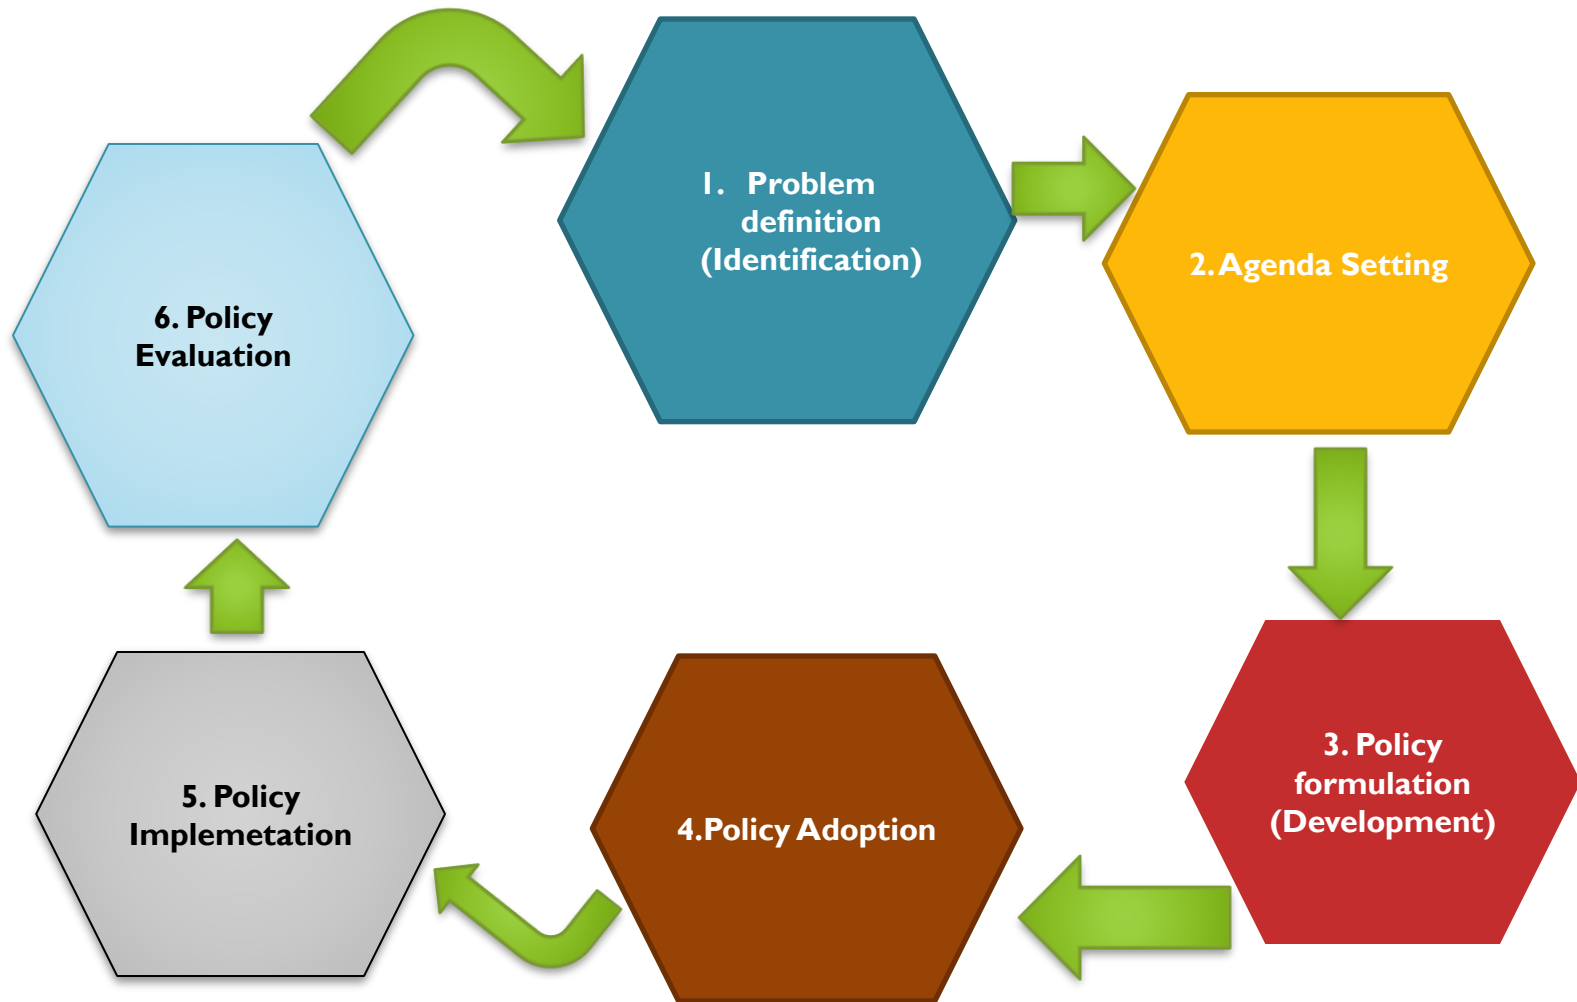 1. Problem
definition
(Identification)
2. Agenda Setting
3. Policy
formulation
(Development)
4.Policy Adoption
5. Policy
Implemetation
6. Policy
Evaluation